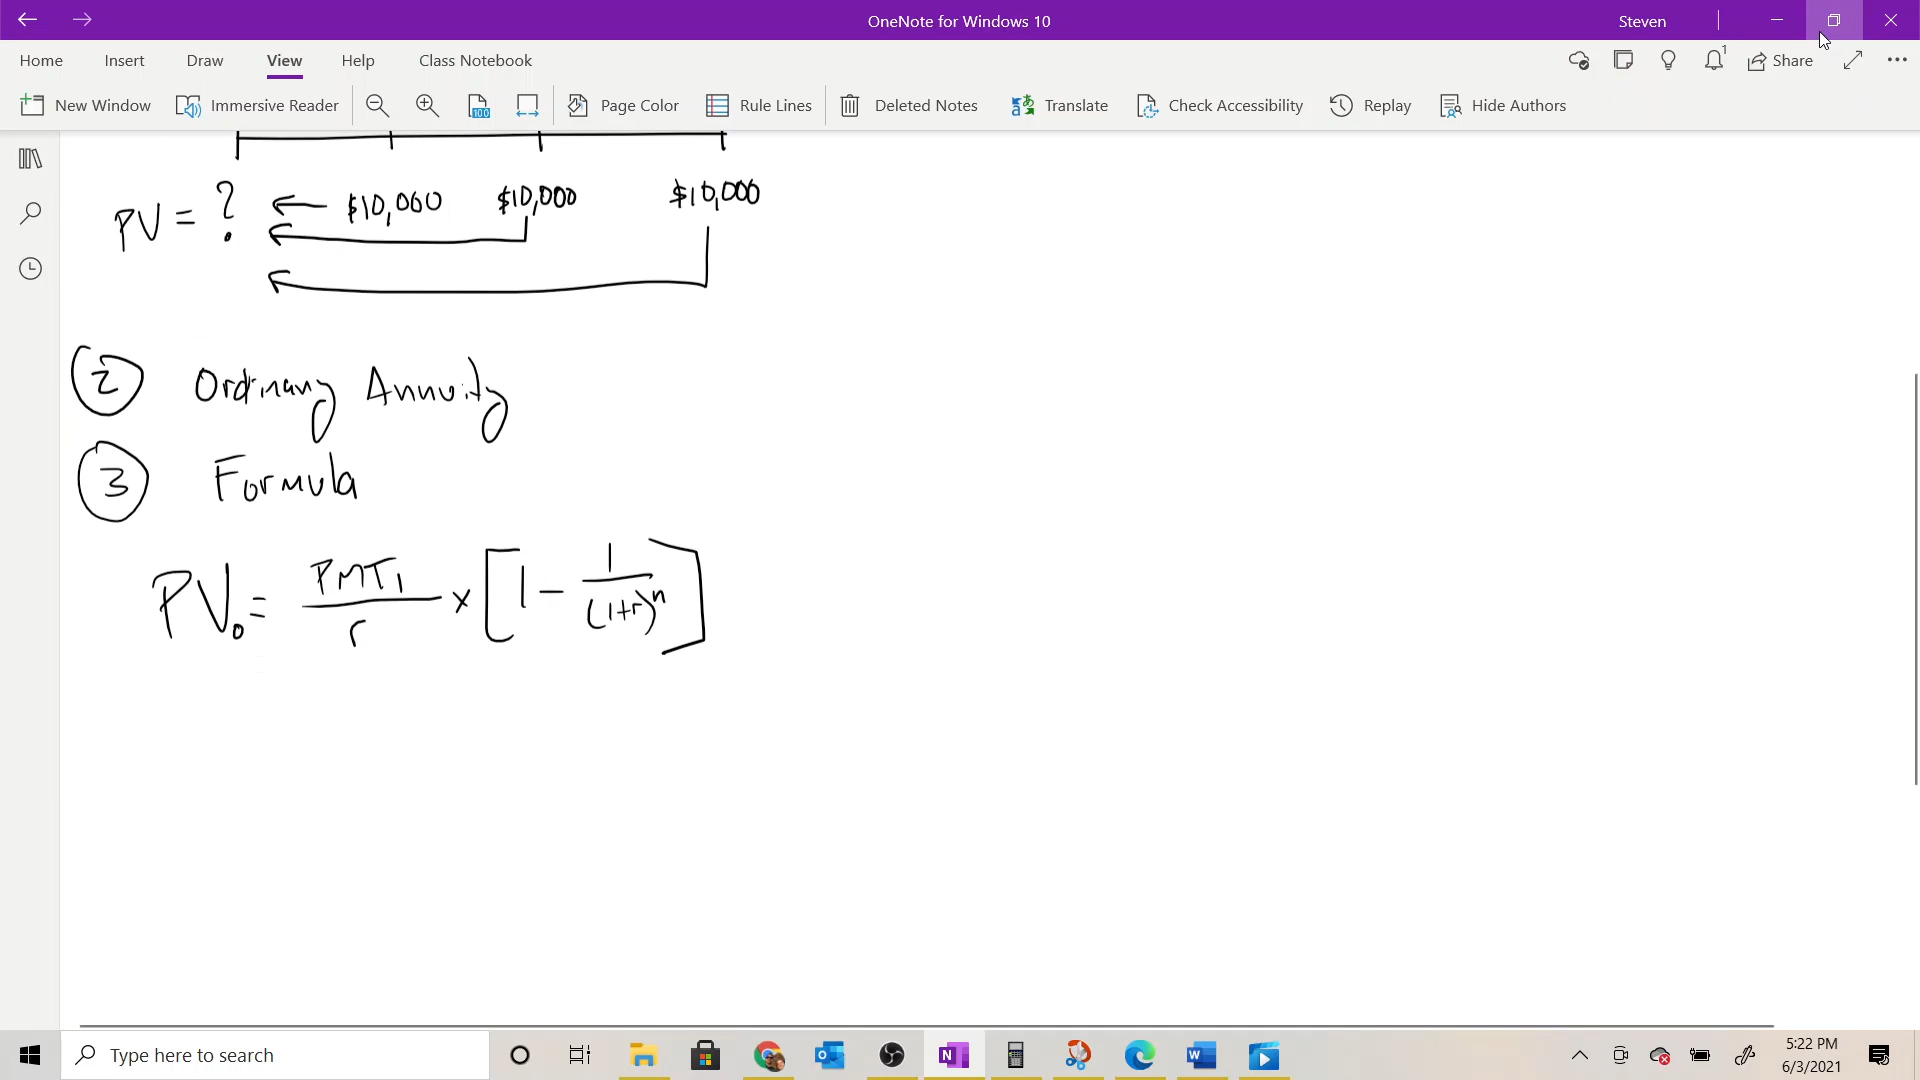 OneNote for Windows 10
Steven
Home Insert Draw View Help Class Notebook
1
Share
New Window Immersive Reader 100 Page Color Rule Lines Deleted Notes Translate Check Accessibility Replay Hide Authors
PV = ? $10,000 $10,000 $10,000
2 Ordinary Annuity
3 Formula
PV₀ = PMT₁ / r × [1 − 1 / (1+r)ⁿ]
Type here to search
5:22 PM
6/3/2021